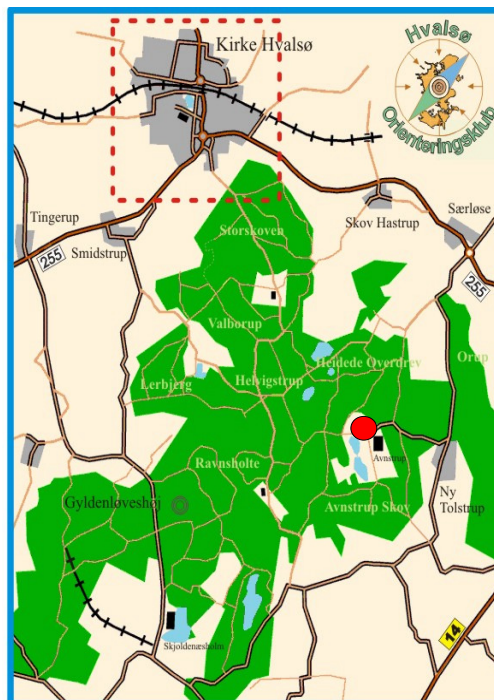 Kirke Hvalsø
Hvalsø
Orienteringsklub
Tingerup
Smidstrup
255
Storskoven
Skov Hastrup
Særløse
255
Valborup
Heidede Overdrev
Orup
Lerbjerg
Helvigstrup
Ravnsholte
Avnstrup
Gyldenløveshøj
Avnstrup Skov
Ny
Tolstrup
Skjoldenæsholm
14